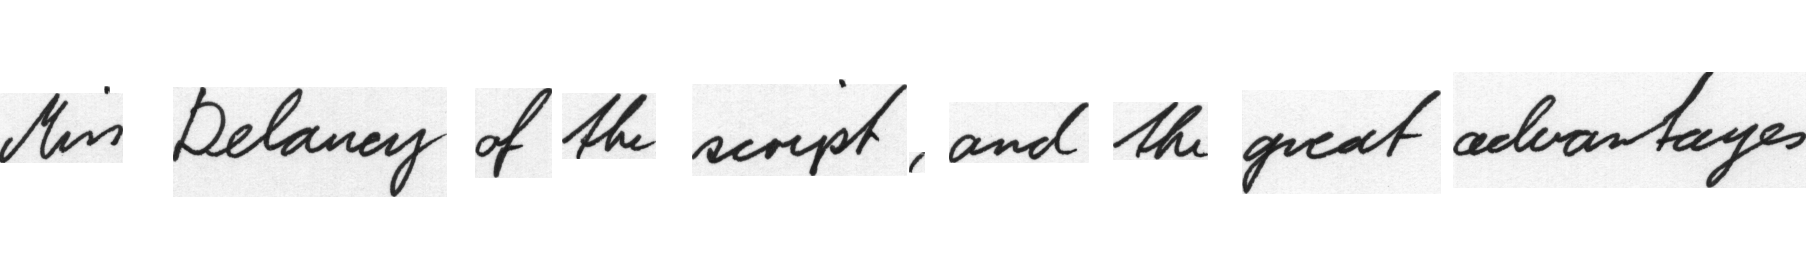 Miss Delaney of the script, and the great advantages